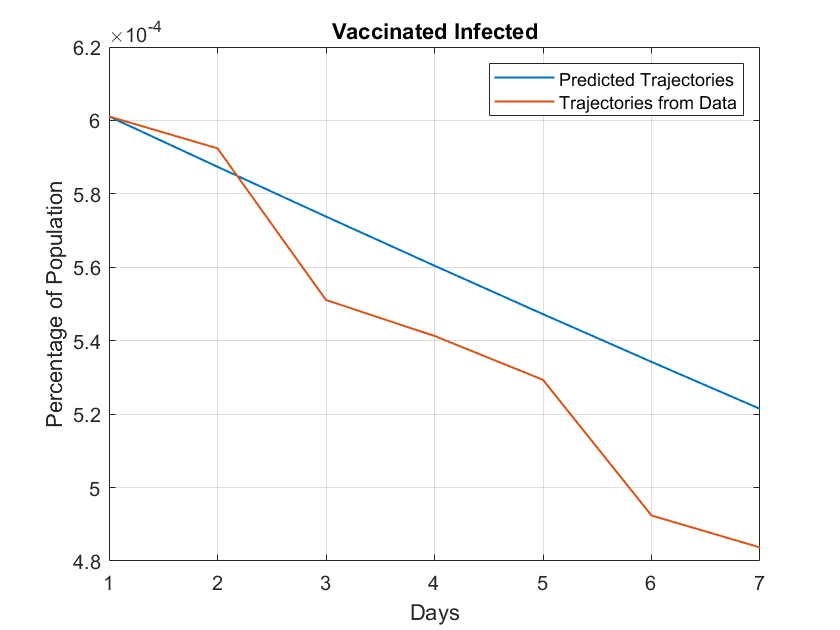 ×10-4
Vaccinated Infected
6.2
6
5.8
5.6
5.4
5.2
5
4.8
Percentage of Population
Predicted Trajectories
Trajectories from Data
1 2 3 4 5 6 7
Days